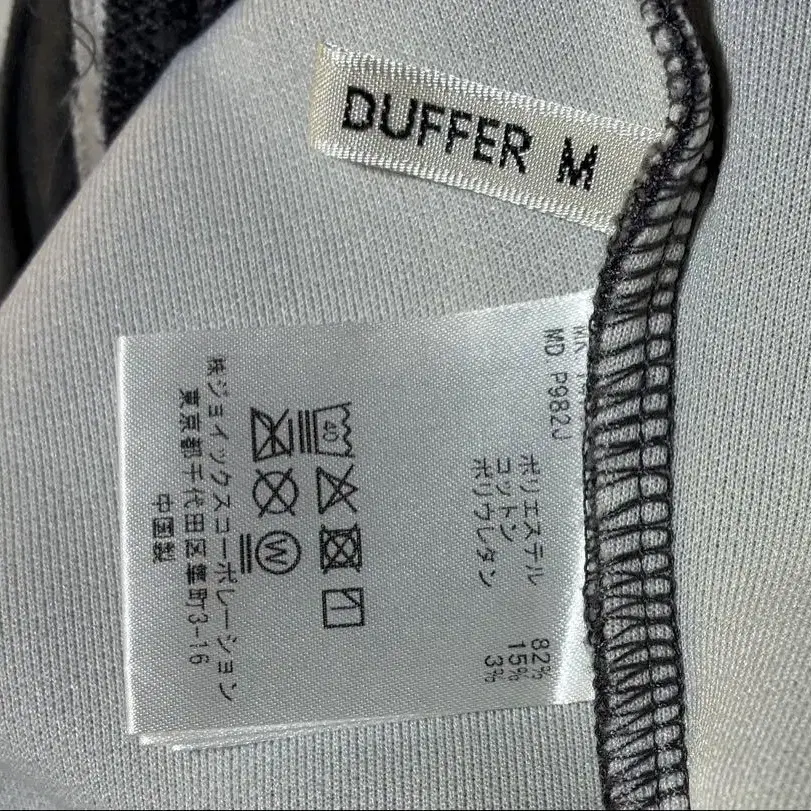 DUFFER M
MD P982J
ポリエステル 82%
コットン 15%
ポリウレタン 3%
40
W
株ジョイックスコーポレーション
東京都千代田区隼町3-16
中国製